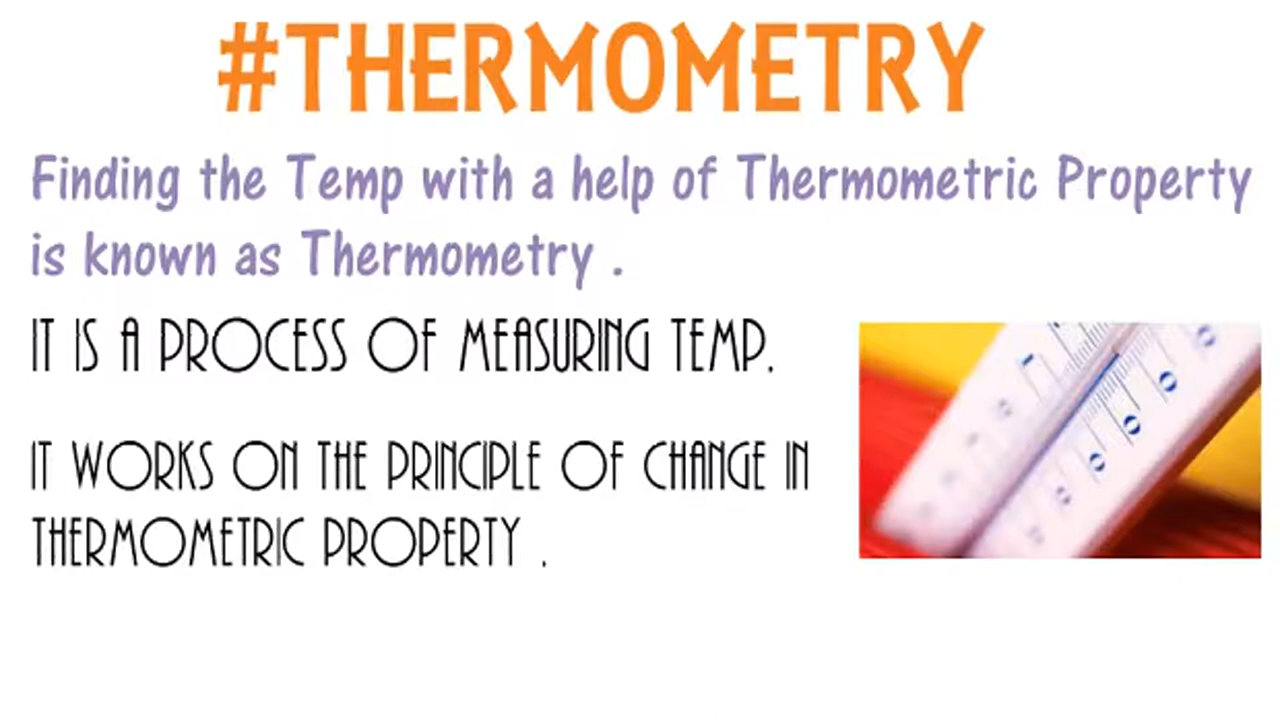 #THERMOMETRY
Finding the Temp with a help of Thermometric Property
is known as Thermometry .
IT IS A PROCESS OF MEASURING TEMP.
IT WORKS ON THE PRINCIPLE OF CHANGE IN
THERMOMETRIC PROPERTY .